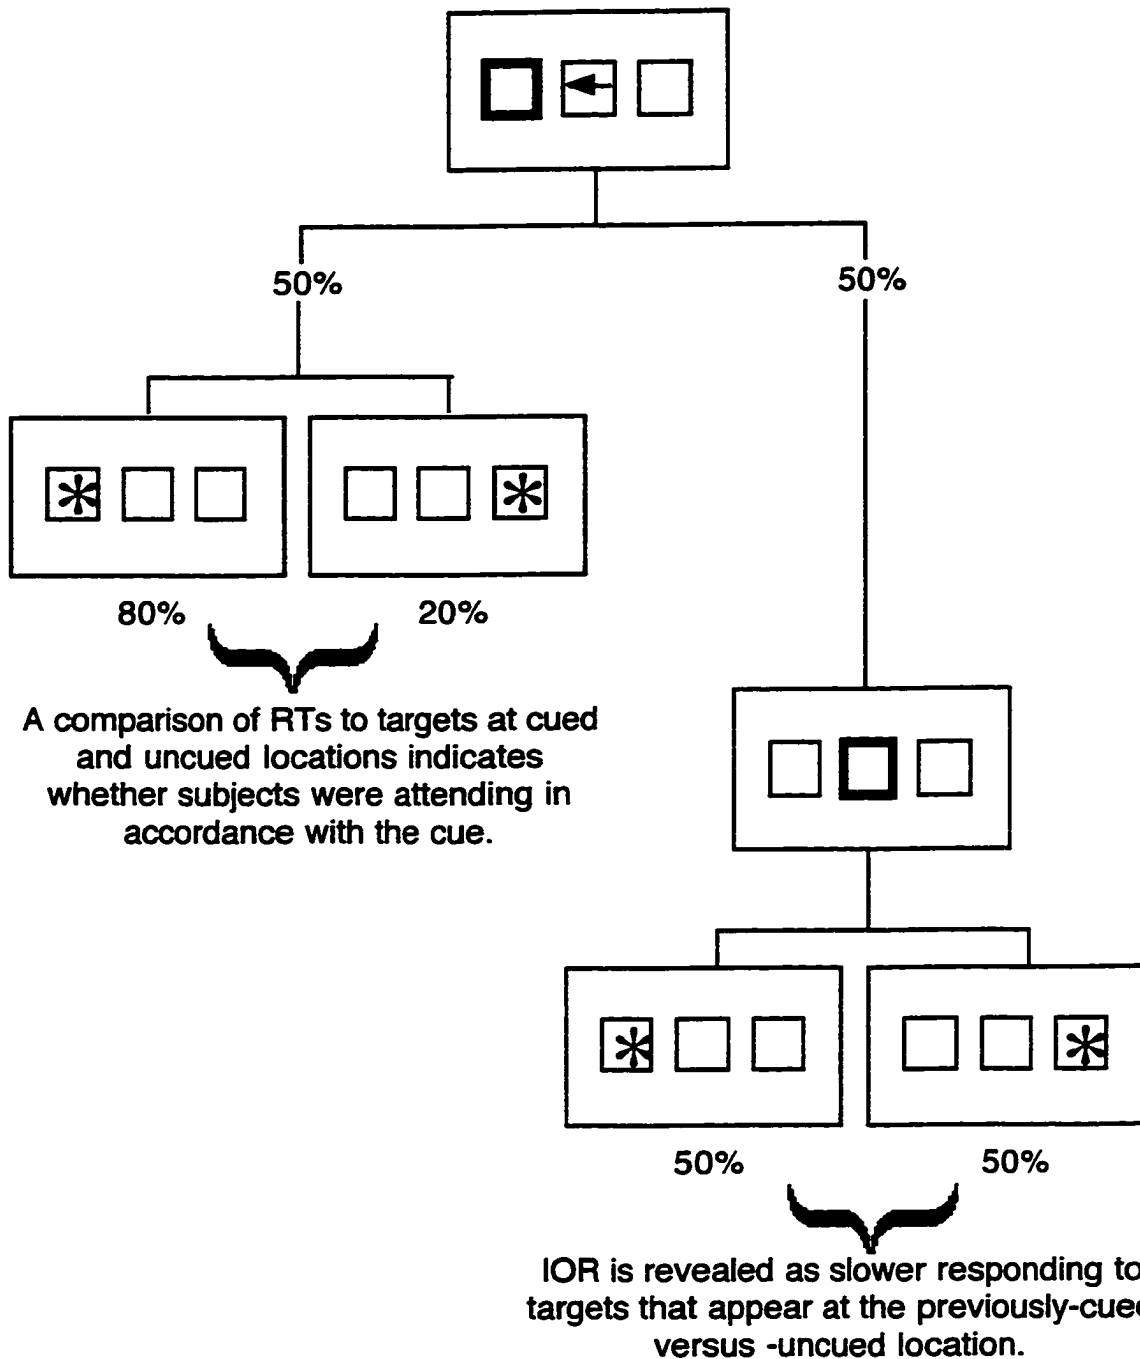 50%
50%
80%
20%
A comparison of RTs to targets at cued
and uncued locations indicates
whether subjects were attending in
accordance with the cue.
50%
50%
IOR is revealed as slower responding to
targets that appear at the previously-cued
versus -uncued location.